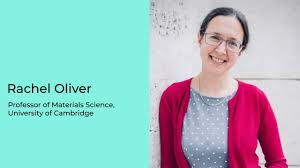 Rachel Oliver
Professor of Materials Science,
University of Cambridge